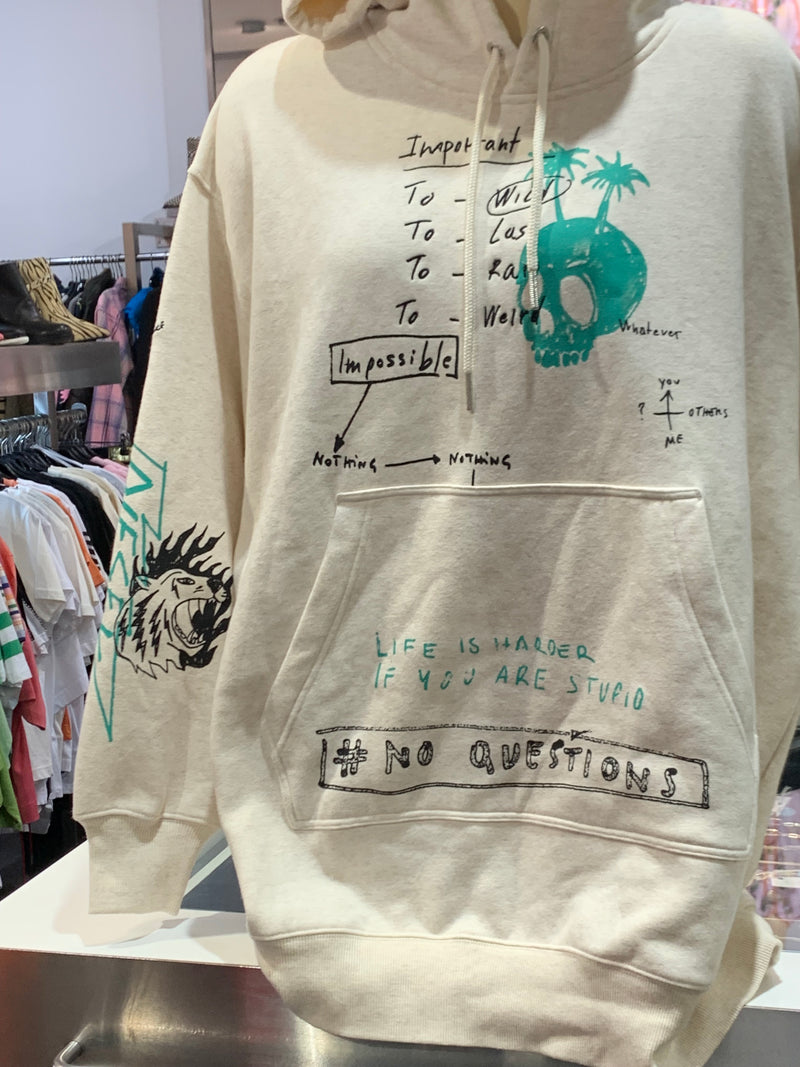 Important
To - Wild
To -
To -
To -
Impossible
Whatever
YOU
? OTHERS
ME
NOTHING → NOTHING
LIFE IS HARDER
IF YOU ARE STUPID
# NO QUESTIONS